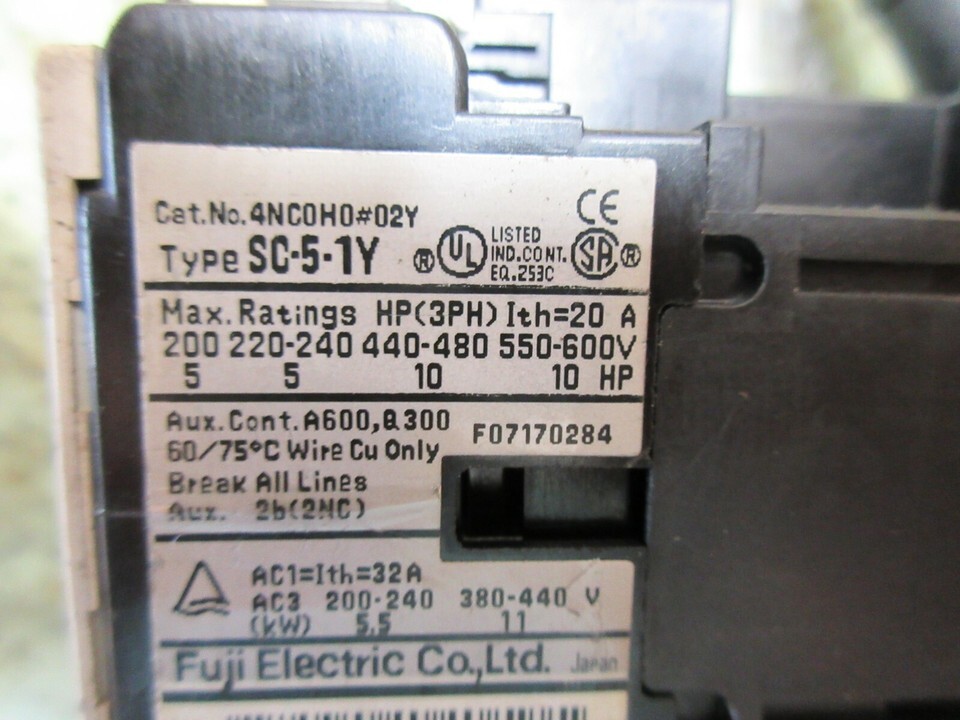 Cat.No.4NC0H0#02Y
CE
Type SC-5-1Y
® UL LISTED IND.CONT. EQ.253C SA ®
Max.Ratings HP(3PH) Ith=20 A
200 220-240 440-480 550-600V
5 5 10 10 HP
Aux.Cont.A600,Q300
F07170284
60/75°C Wire Cu Only
Break All Lines
Aux. 2b(2NC)
AC1=Ith=32A
AC3 200-240 380-440 V
(kW) 5.5 11
Fuji Electric Co.,Ltd. Japan